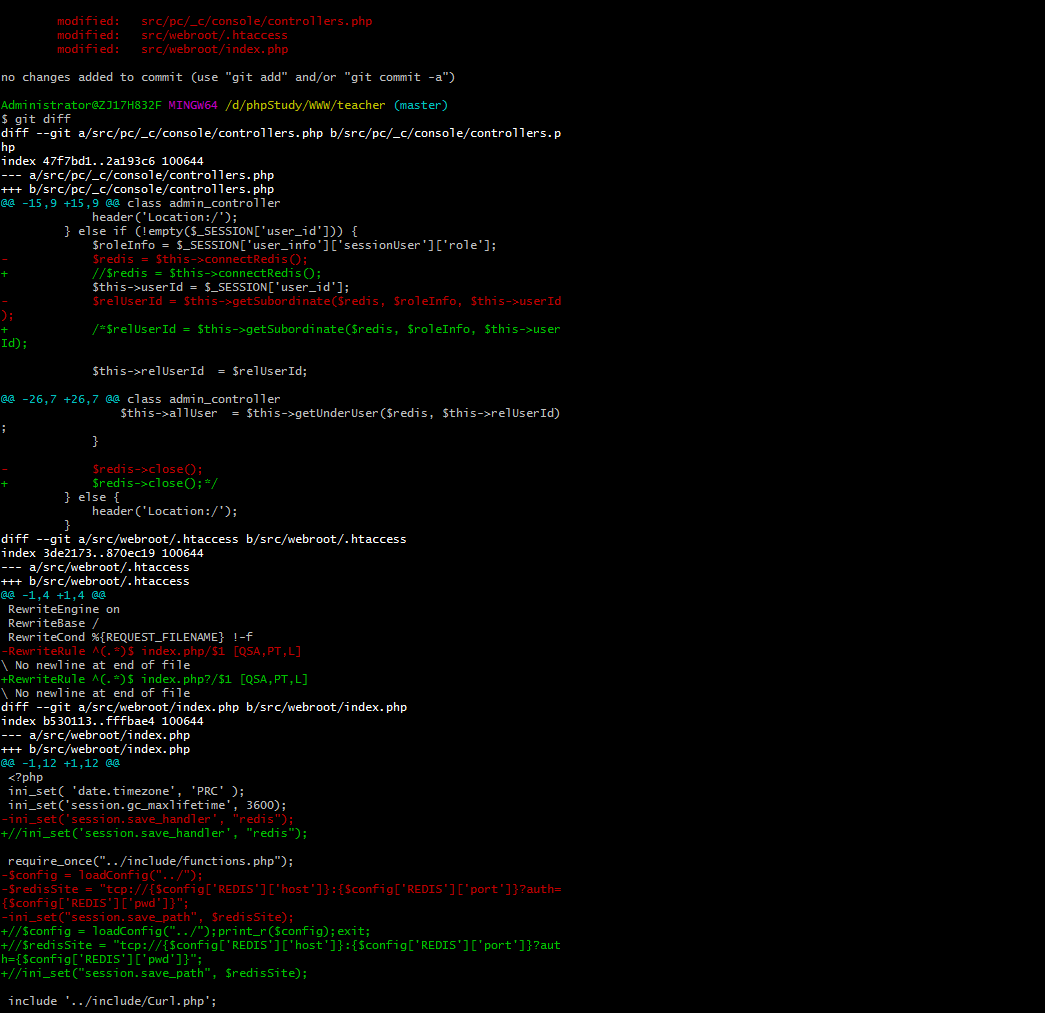 modified:   src/pc/_c/console/controllers.php
        modified:   src/webroot/.htaccess
        modified:   src/webroot/index.php

no changes added to commit (use "git add" and/or "git commit -a")

Administrator@ZJ17H832F MINGW64 /d/phpStudy/WWW/teacher (master)
$ git diff
diff --git a/src/pc/_c/console/controllers.php b/src/pc/_c/console/controllers.p
hp
index 47f7bd1..2a193c6 100644
--- a/src/pc/_c/console/controllers.php
+++ b/src/pc/_c/console/controllers.php
@@ -15,9 +15,9 @@ class admin_controller
             header('Location:/');
         } else if (!empty($_SESSION['user_id'])) {
             $roleInfo = $_SESSION['user_info']['sessionUser']['role'];
-            $redis = $this->connectRedis();
+            //$redis = $this->connectRedis();
             $this->userId = $_SESSION['user_id'];
-            $relUserId = $this->getSubordinate($redis, $roleInfo, $this->userId
);
+            /*$relUserId = $this->getSubordinate($redis, $roleInfo, $this->user
Id);

             $this->relUserId  = $relUserId;

@@ -26,7 +26,7 @@ class admin_controller
                 $this->allUser  = $this->getUnderUser($redis, $this->relUserId)
;
             }

-            $redis->close();
+            $redis->close();*/
         } else {
             header('Location:/');
         }
diff --git a/src/webroot/.htaccess b/src/webroot/.htaccess
index 3de2173..870ec19 100644
--- a/src/webroot/.htaccess
+++ b/src/webroot/.htaccess
@@ -1,4 +1,4 @@
 RewriteEngine on
 RewriteBase /
 RewriteCond %{REQUEST_FILENAME} !-f
-RewriteRule ^(.*)$ index.php/$1 [QSA,PT,L]
\ No newline at end of file
+RewriteRule ^(.*)$ index.php?/$1 [QSA,PT,L]
\ No newline at end of file
diff --git a/src/webroot/index.php b/src/webroot/index.php
index b530113..fffbae4 100644
--- a/src/webroot/index.php
+++ b/src/webroot/index.php
@@ -1,12 +1,12 @@
 <?php
 ini_set( 'date.timezone', 'PRC' );
 ini_set('session.gc_maxlifetime', 3600);
-ini_set('session.save_handler', "redis");
+//ini_set('session.save_handler', "redis");

 require_once("../include/functions.php");
-$config = loadConfig("../");
-$redisSite = "tcp://{$config['REDIS']['host']}:{$config['REDIS']['port']}?auth=
{$config['REDIS']['pwd']}";
-ini_set("session.save_path", $redisSite);
+//$config = loadConfig("../");print_r($config);exit;
+//$redisSite = "tcp://{$config['REDIS']['host']}:{$config['REDIS']['port']}?aut
h={$config['REDIS']['pwd']}";
+//ini_set("session.save_path", $redisSite);

 include '../include/Curl.php';